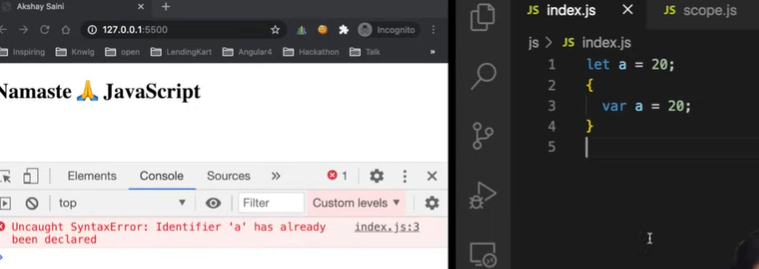 Akshay Saini
127.0.0.1:5500
Incognito
Inspiring
Knwlg
open
LendingKart
Angular4
Hackathon
Talk
»
Namaste 🙏 JavaScript
Elements
Console
Sources
»
1
top
Filter
Custom levels
Uncaught SyntaxError: Identifier 'a' has already
been declared
index.js:3
JS index.js
JS scope.js
js > JS index.js
1 let a = 20;
2 {
3 var a = 20;
4 }
5